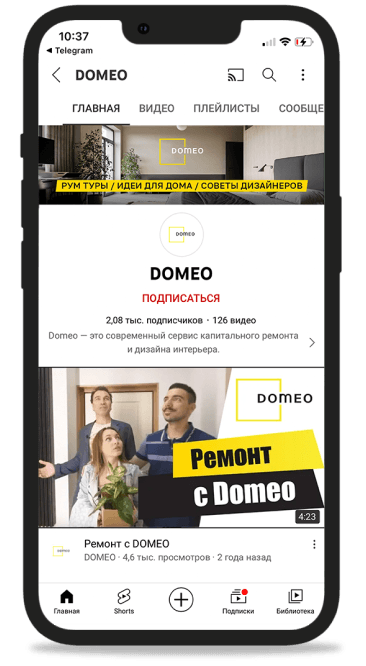 10:37
Telegram
DOMEO
ГЛАВНАЯ ВИДЕО ПЛЕЙЛИСТЫ СООБЩЕ
DOMEO
РУМ ТУРЫ / ИДЕИ ДЛЯ ДОМА / СОВЕТЫ ДИЗАЙНЕРОВ
DOMEO
DOMEO
ПОДПИСАТЬСЯ
2,08 тыс. подписчиков · 126 видео
Domeo — это современный сервис капитального ремонта
и дизайна интерьера.
DOMEO
Ремонт
с Domeo
4:23
DOMEO
Ремонт с DOMEO
DOMEO · 4,6 тыс. просмотров · 2 года назад
Главная Shorts Подписки Библиотека